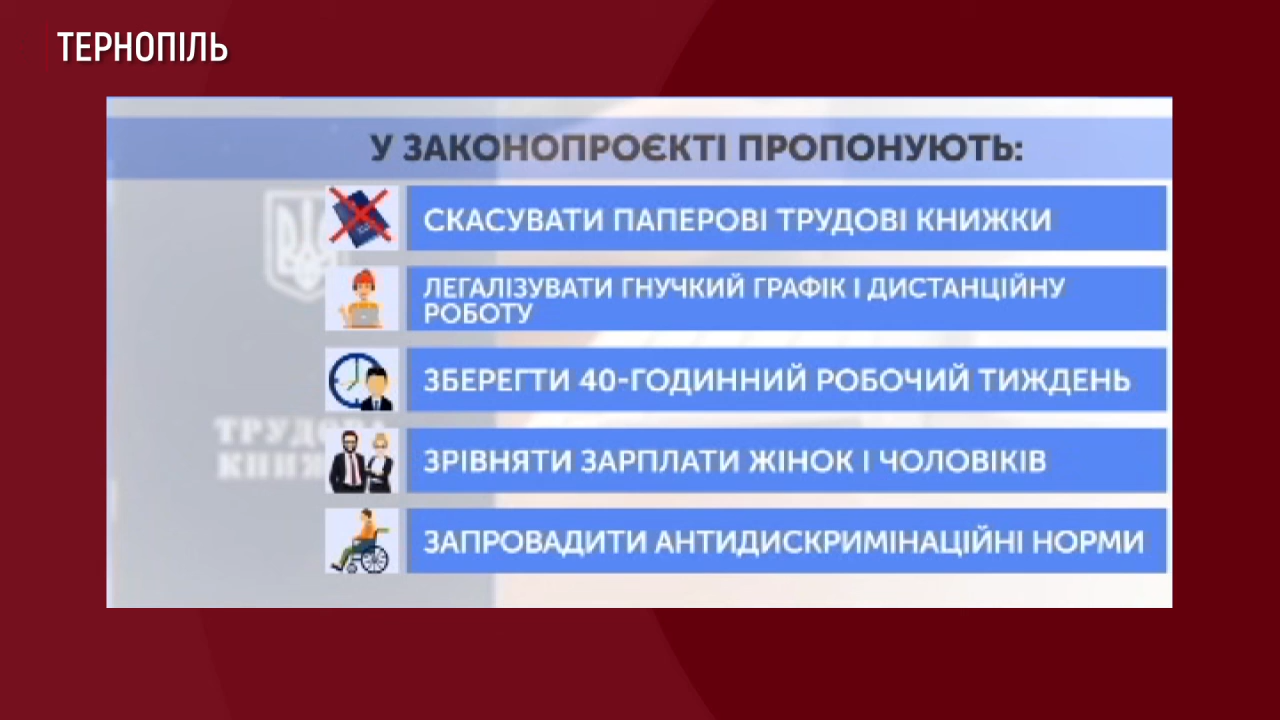 ТЕРНОПІЛЬ
У ЗАКОНОПРОЄКТІ ПРОПОНУЮТЬ:
СКАСУВАТИ ПАПЕРОВІ ТРУДОВІ КНИЖКИ
ЛЕГАЛІЗУВАТИ ГНУЧКИЙ ГРАФІК І ДИСТАНЦІЙНУ
РОБОТУ
ЗБЕРЕГТИ 40-ГОДИННИЙ РОБОЧИЙ ТИЖДЕНЬ
ЗРІВНЯТИ ЗАРПЛАТИ ЖІНОК І ЧОЛОВІКІВ
ЗАПРОВАДИТИ АНТИДИСКРИМІНАЦІЙНІ НОРМИ